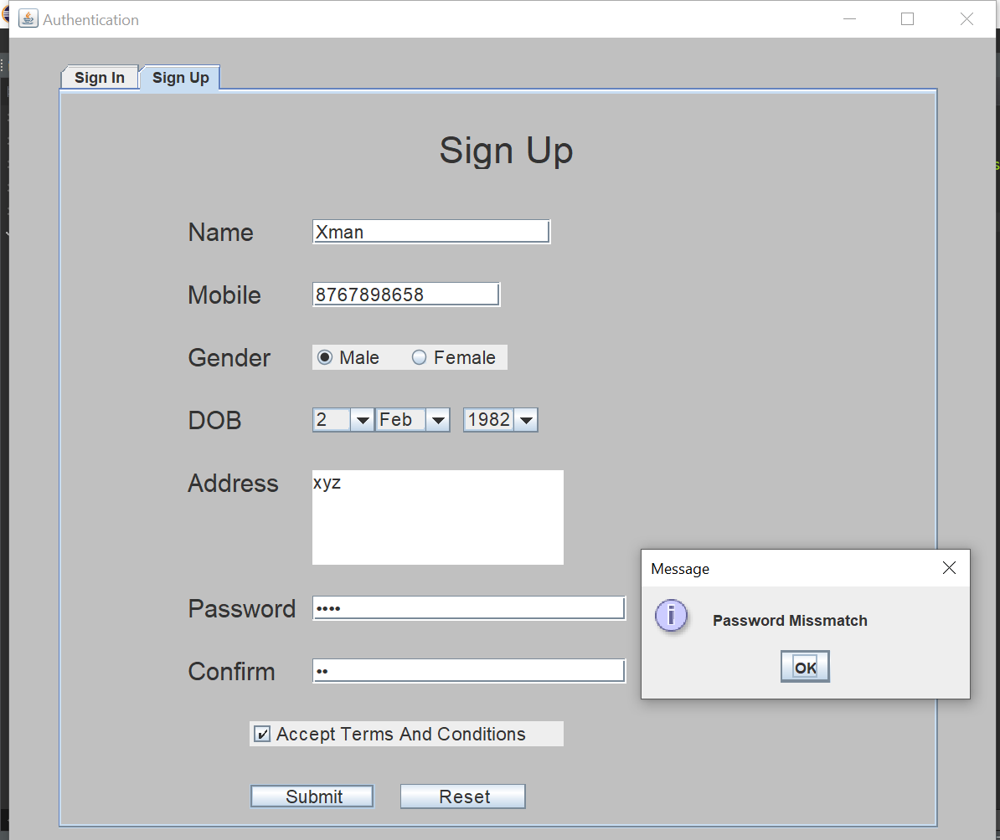 Authentication
Sign In Sign Up
Sign Up
Name Xman
Mobile 8767898658
Gender Male Female
DOB 2 Feb 1982
Address xyz
Message
Password Missmatch
OK
Password ••••
Confirm ••
Accept Terms And Conditions
Submit Reset